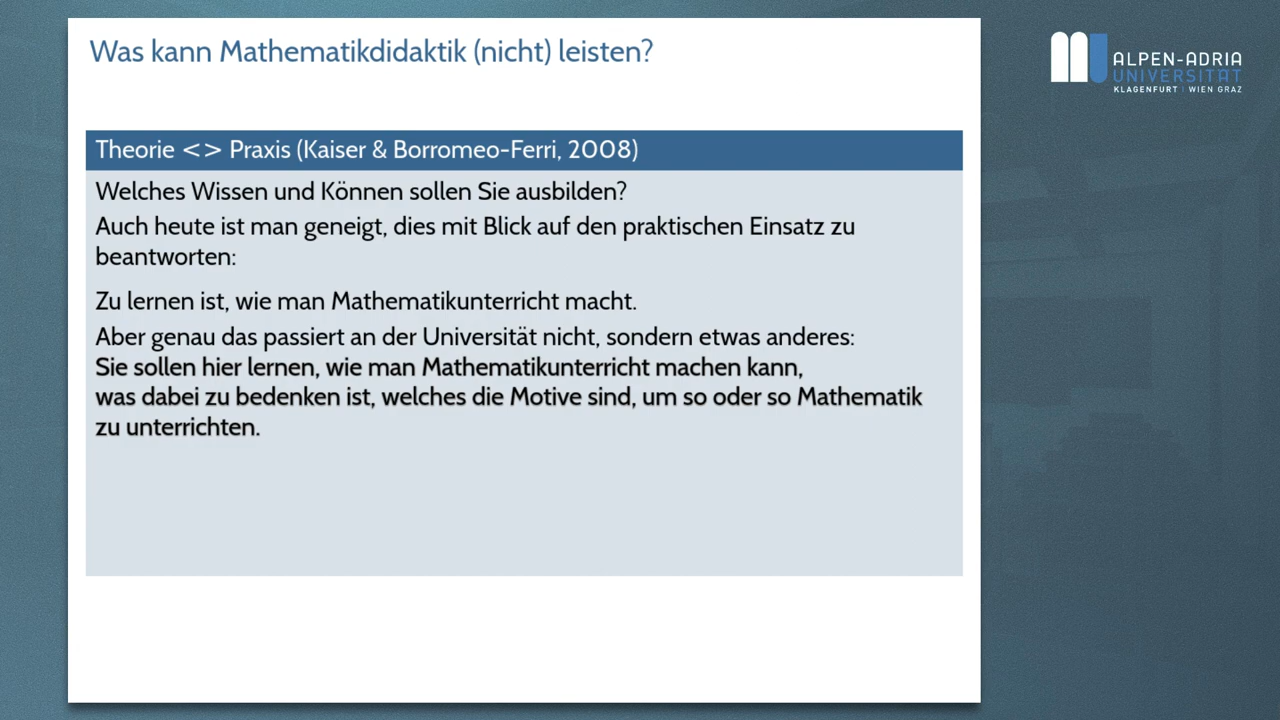 Was kann Mathematikdidaktik (nicht) leisten?
ALPEN-ADRIA
UNIVERSITÄT
KLAGENFURT | WIEN GRAZ
Theorie <> Praxis (Kaiser & Borromeo-Ferri, 2008)
Welches Wissen und Können sollen Sie ausbilden?
Auch heute ist man geneigt, dies mit Blick auf den praktischen Einsatz zu
beantworten:
Zu lernen ist, wie man Mathematikunterricht macht.
Aber genau das passiert an der Universität nicht, sondern etwas anderes:
Sie sollen hier lernen, wie man Mathematikunterricht machen kann,
was dabei zu bedenken ist, welches die Motive sind, um so oder so Mathematik
zu unterrichten.